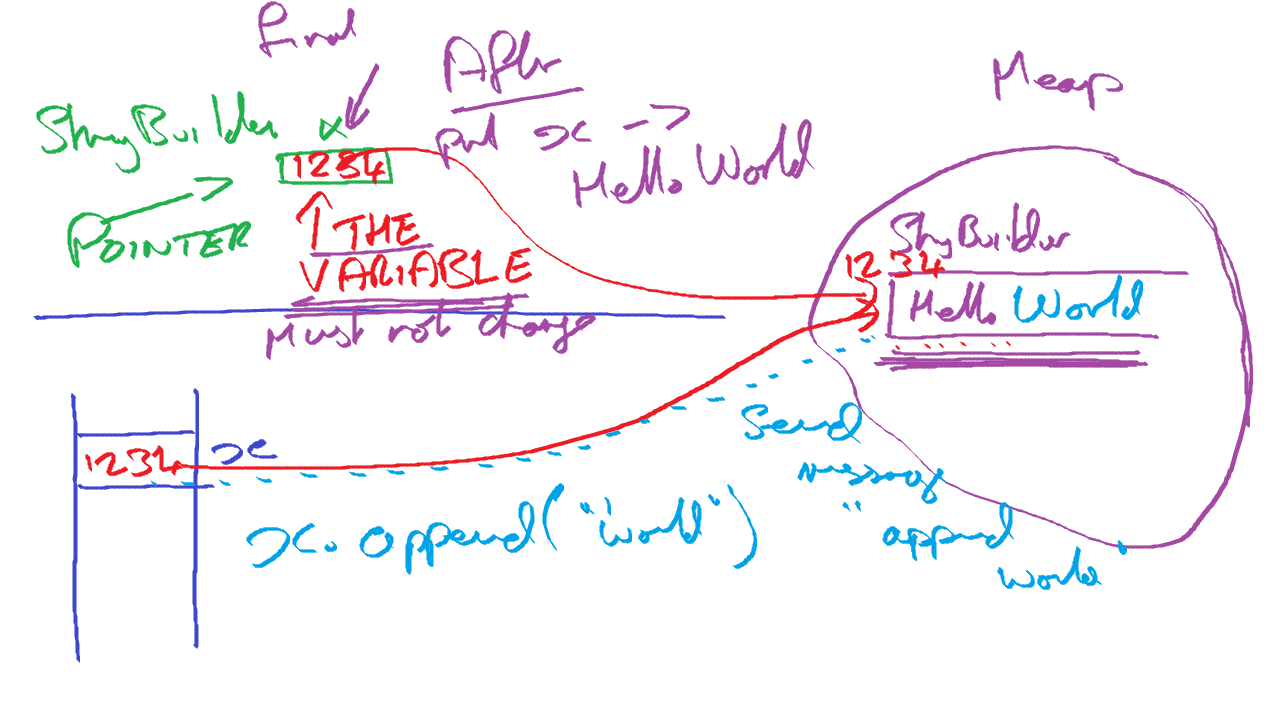 final
After
Heap
StringBuilder x
put x →
1234
Hello World
POINTER
THE
VARIABLE
StringBuilder
1234
Hello World
Must not change
1234 x
Send
message
x.append("World")
" append
world